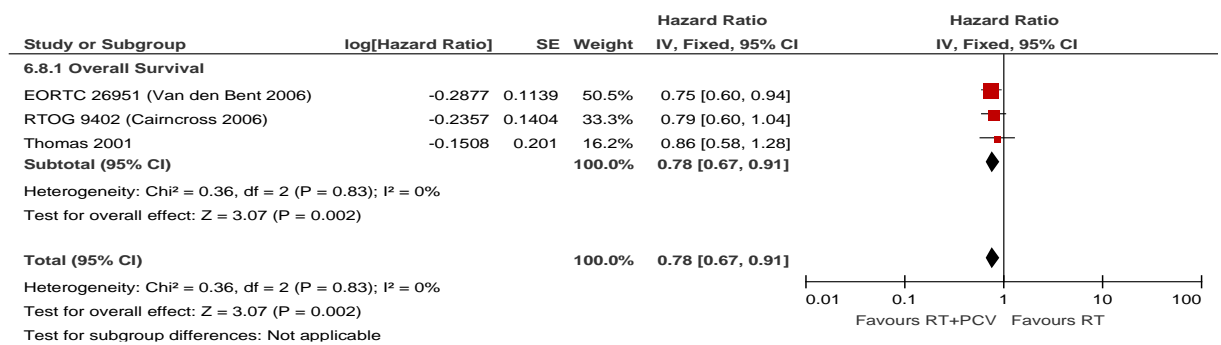 Hazard Ratio Hazard Ratio
Study or Subgroup log[Hazard Ratio] SE Weight IV, Fixed, 95% CI IV, Fixed, 95% CI
6.8.1 Overall Survival
EORTC 26951 (Van den Bent 2006) -0.2877 0.1139 50.5% 0.75 [0.60, 0.94]
RTOG 9402 (Cairncross 2006) -0.2357 0.1404 33.3% 0.79 [0.60, 1.04]
Thomas 2001 -0.1508 0.201 16.2% 0.86 [0.58, 1.28]
Subtotal (95% CI) 100.0% 0.78 [0.67, 0.91]
Heterogeneity: Chi² = 0.36, df = 2 (P = 0.83); I² = 0%
Test for overall effect: Z = 3.07 (P = 0.002)
Total (95% CI) 100.0% 0.78 [0.67, 0.91]
Heterogeneity: Chi² = 0.36, df = 2 (P = 0.83); I² = 0%
Test for overall effect: Z = 3.07 (P = 0.002)
Test for subgroup differences: Not applicable
0.01 0.1 1 10 100
Favours RT+PCV Favours RT